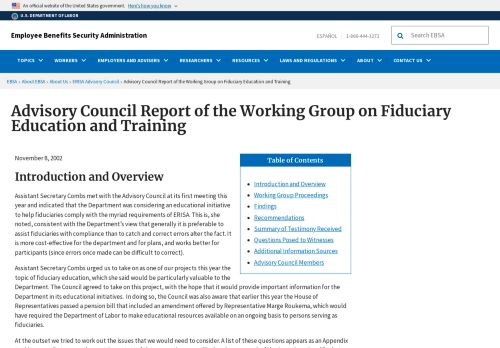 An official website of the United States government. Here's how you know
U.S. DEPARTMENT OF LABOR
Employee Benefits Security Administration
ESPAÑOL | 1-866-444-3272
Search EBSA
TOPICS
WORKERS
EMPLOYERS AND ADVISERS
RESEARCHERS
RESOURCES
LAWS AND REGULATIONS
ABOUT
CONTACT US
EBSA › About EBSA › About Us › ERISA Advisory Council › Advisory Council Report of the Working Group on Fiduciary Education and Training
Advisory Council Report of the Working Group on Fiduciary
Education and Training
November 8, 2002
Introduction and Overview
Assistant Secretary Combs met with the Advisory Council at its first meeting this
year and indicated that the Department was considering an educational initiative
to help fiduciaries comply with the myriad requirements of ERISA. This is, she
noted, consistent with the Department's view that generally it is preferable to
assist fiduciaries with compliance than to catch and correct errors after the fact. It
is more cost-effective for the department and for plans, and works better for
participants (since errors once made can be difficult to correct).
Table of Contents
Introduction and Overview
Working Group Proceedings
Findings
Recommendations
Summary of Testimony Received
Questions Posed to Witnesses
Additional Information Sources
Advisory Council Members
Assistant Secretary Combs urged us to take on as one of our projects this year the
topic of fiduciary education, which she said would be particularly valuable to the
Department. The Council agreed to take on this project, with the hope that it would provide important information for the
Department in its educational initiatives. In doing so, the Council was also aware that earlier this year the House of
Representatives passed a pension bill that included an amendment offered by Representative Marge Roukema, which would
have required the Department of Labor to make educational resources available on an ongoing basis to persons serving as
fiduciaries.
At the outset we tried to work out the issues that we would need to consider. A list of these questions appears as an Appendix